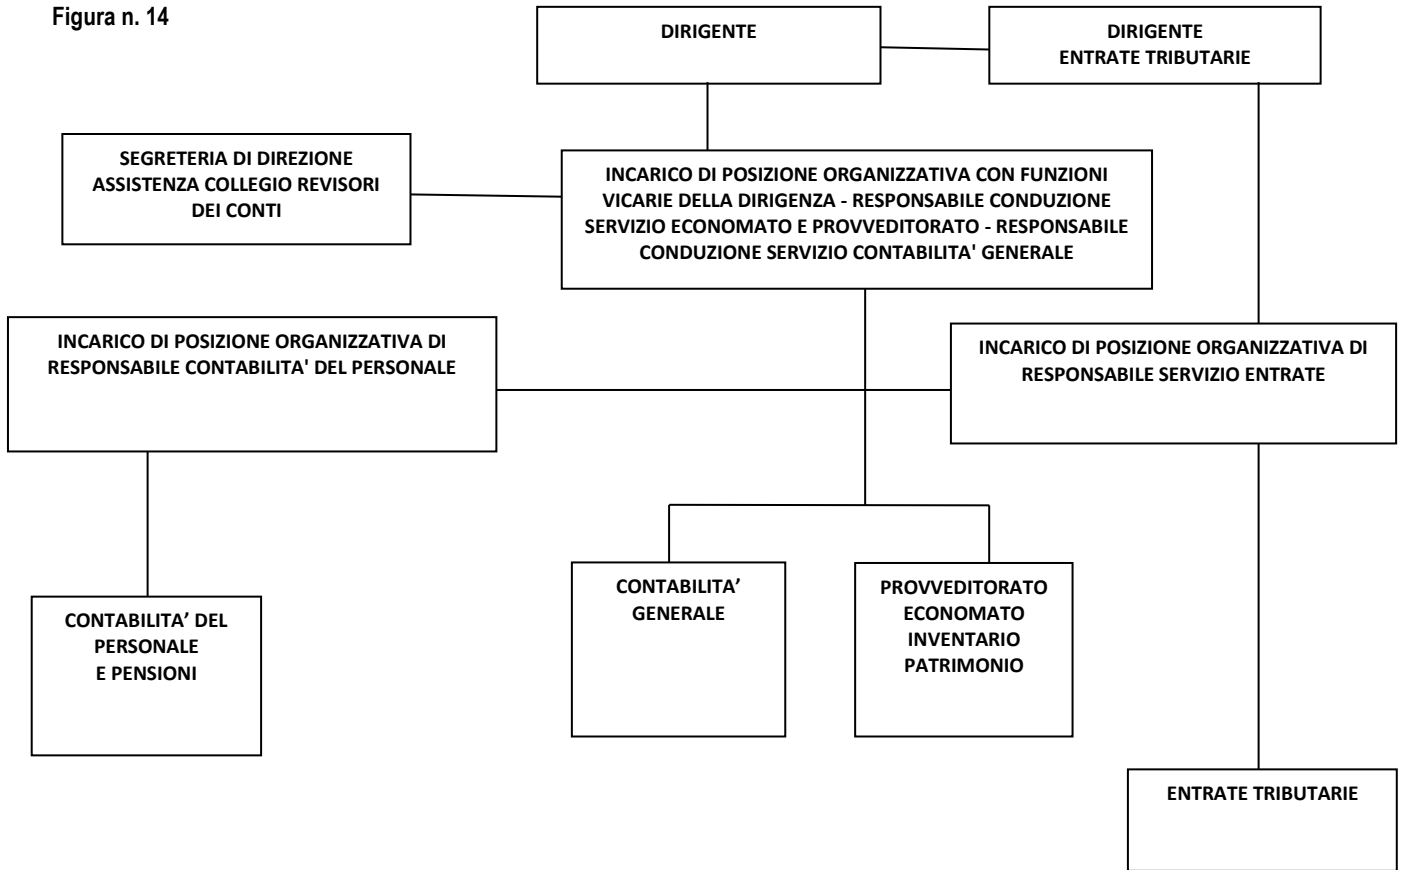 Figura n. 14
DIRIGENTE
DIRIGENTE
ENTRATE TRIBUTARIE
SEGRETERIA DI DIREZIONE
ASSISTENZA COLLEGIO REVISORI
DEI CONTI
INCARICO DI POSIZIONE ORGANIZZATIVA CON FUNZIONI
VICARIE DELLA DIRIGENZA - RESPONSABILE CONDUZIONE
SERVIZIO ECONOMATO E PROVVEDITORATO - RESPONSABILE
CONDUZIONE SERVIZIO CONTABILITA' GENERALE
INCARICO DI POSIZIONE ORGANIZZATIVA DI
RESPONSABILE CONTABILITA' DEL PERSONALE
INCARICO DI POSIZIONE ORGANIZZATIVA DI
RESPONSABILE SERVIZIO ENTRATE
CONTABILITA’ DEL
PERSONALE
E PENSIONI
CONTABILITA’
GENERALE
PROVVEDITORATO
ECONOMATO
INVENTARIO
PATRIMONIO
ENTRATE TRIBUTARIE